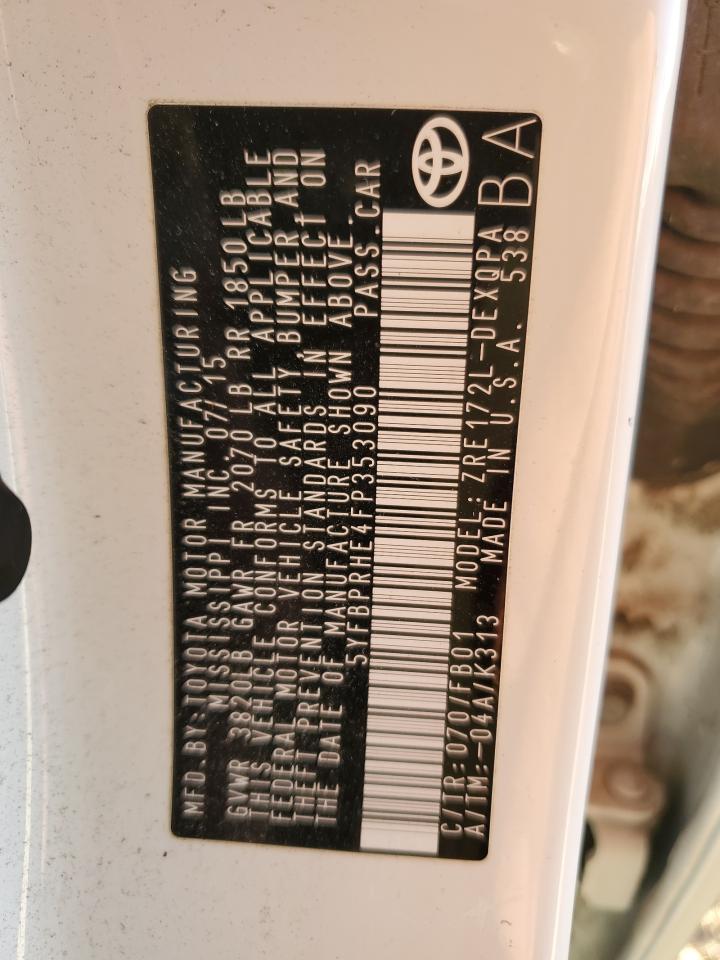 MFD.BY:TOYOTA MOTOR MANUFACTURING
MISSISSIPPI INC.07/15
GVWR 3820LB GAWR FR 2070 LB RR 1850LB
THIS VEHICLE CONFORMS TO ALL APPLICABLE
FEDERAL MOTOR VEHICLE SAFETY, BUMPER AND
THEFT PREVENTION STANDARDS IN EFFECT ON
THE DATE OF MANUFACTURE SHOWN ABOVE.
5YFBPRHE4FP353090 PASS.CAR
C/TR:070/FB01 MODEL:ZRE172L-DEXQPA
A/TM:-04A/K313 MADE IN U.S.A. 538 BA